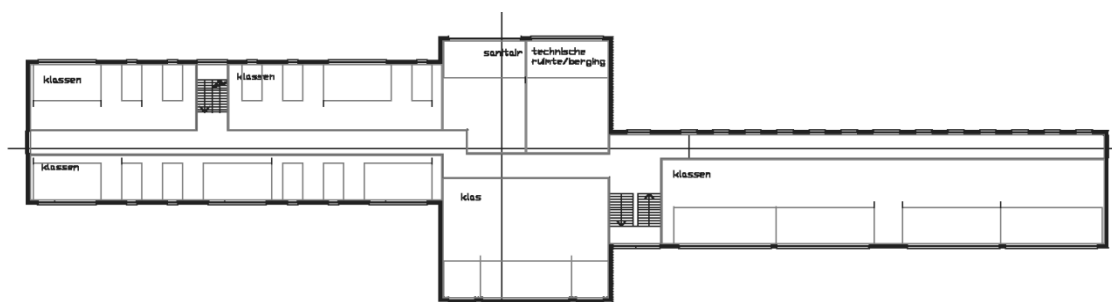 sanitair
technische
ruimte/berging
klassen
klassen
klassen
klassen
klas